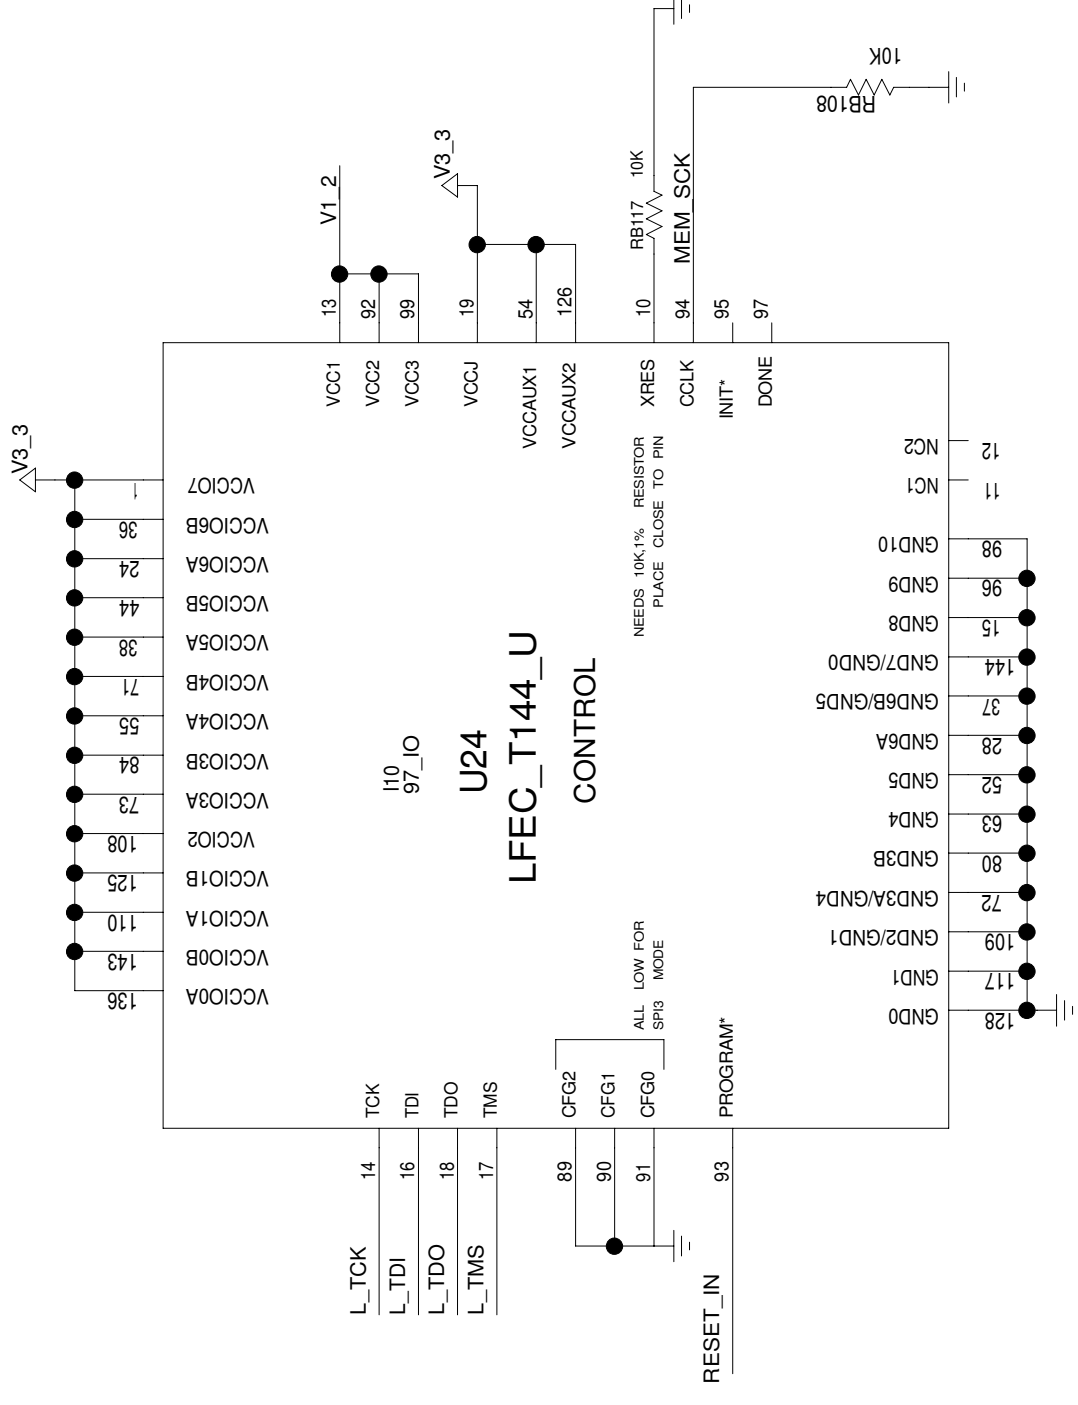 V3_3
1 VCCIO7
36 VCCIO6B
24 VCCIO6A
44 VCCIO5B
38 VCCIO5A
71 VCCIO4B
55 VCCIO4A
84 VCCIO3B
73 VCCIO3A
108 VCCIO2
125 VCCIO1B
110 VCCIO1A
143 VCCIO0B
136 VCCIO0A
V1_2
13 VCC1
92 VCC2
99 VCC3
V3_3
19 VCCJ
54 VCCAUX1
126 VCCAUX2
RB117 10K
10 XRES
MEM_SCK
94 CCLK
95 INIT*
97 DONE
RB108
10K
NEEDS 10K,1% RESISTOR
PLACE CLOSE TO PIN
I10
97_IO
U24
LFEC_T144_U
CONTROL
L_TCK 14 TCK
L_TDI 16 TDI
L_TDO 18 TDO
L_TMS 17 TMS
89 CFG2
90 CFG1
91 CFG0
ALL LOW FOR
SPI3 MODE
RESET_IN 93 PROGRAM*
NC2 12
NC1 11
GND10 98
GND9 96
GND8 15
GND7/GND0 144
GND6B/GND5 37
GND6A 28
GND5 52
GND4 63
GND3B 80
GND3A/GND4 72
GND2/GND1 109
GND1 117
GND0 128